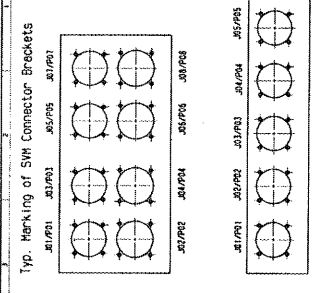 Typ. Marking of SVM Connector Brackets
J01/P01 J03/P03 J05/P05 J07/P07
J02/P02 J04/P04 J06/P06 J08/P08
J01/P01 J02/P02 J03/P03 J04/P04 J05/P05